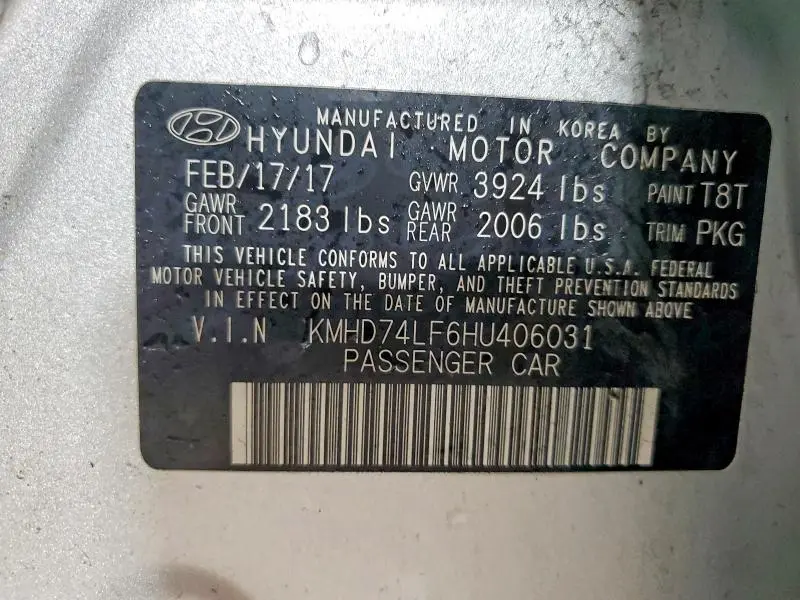 MANUFACTURED IN KOREA BY
HYUNDAI MOTOR COMPANY
FEB/17/17 GVWR 3924 lbs PAINT T8T
GAWR FRONT 2183 lbs GAWR REAR 2006 lbs TRIM PKG
THIS VEHICLE CONFORMS TO ALL APPLICABLE U.S.A. FEDERAL
MOTOR VEHICLE SAFETY, BUMPER, AND THEFT PREVENTION STANDARDS
IN EFFECT ON THE DATE OF MANUFACTURE SHOWN ABOVE
V.I.N KMHD74LF6HU406031
PASSENGER CAR